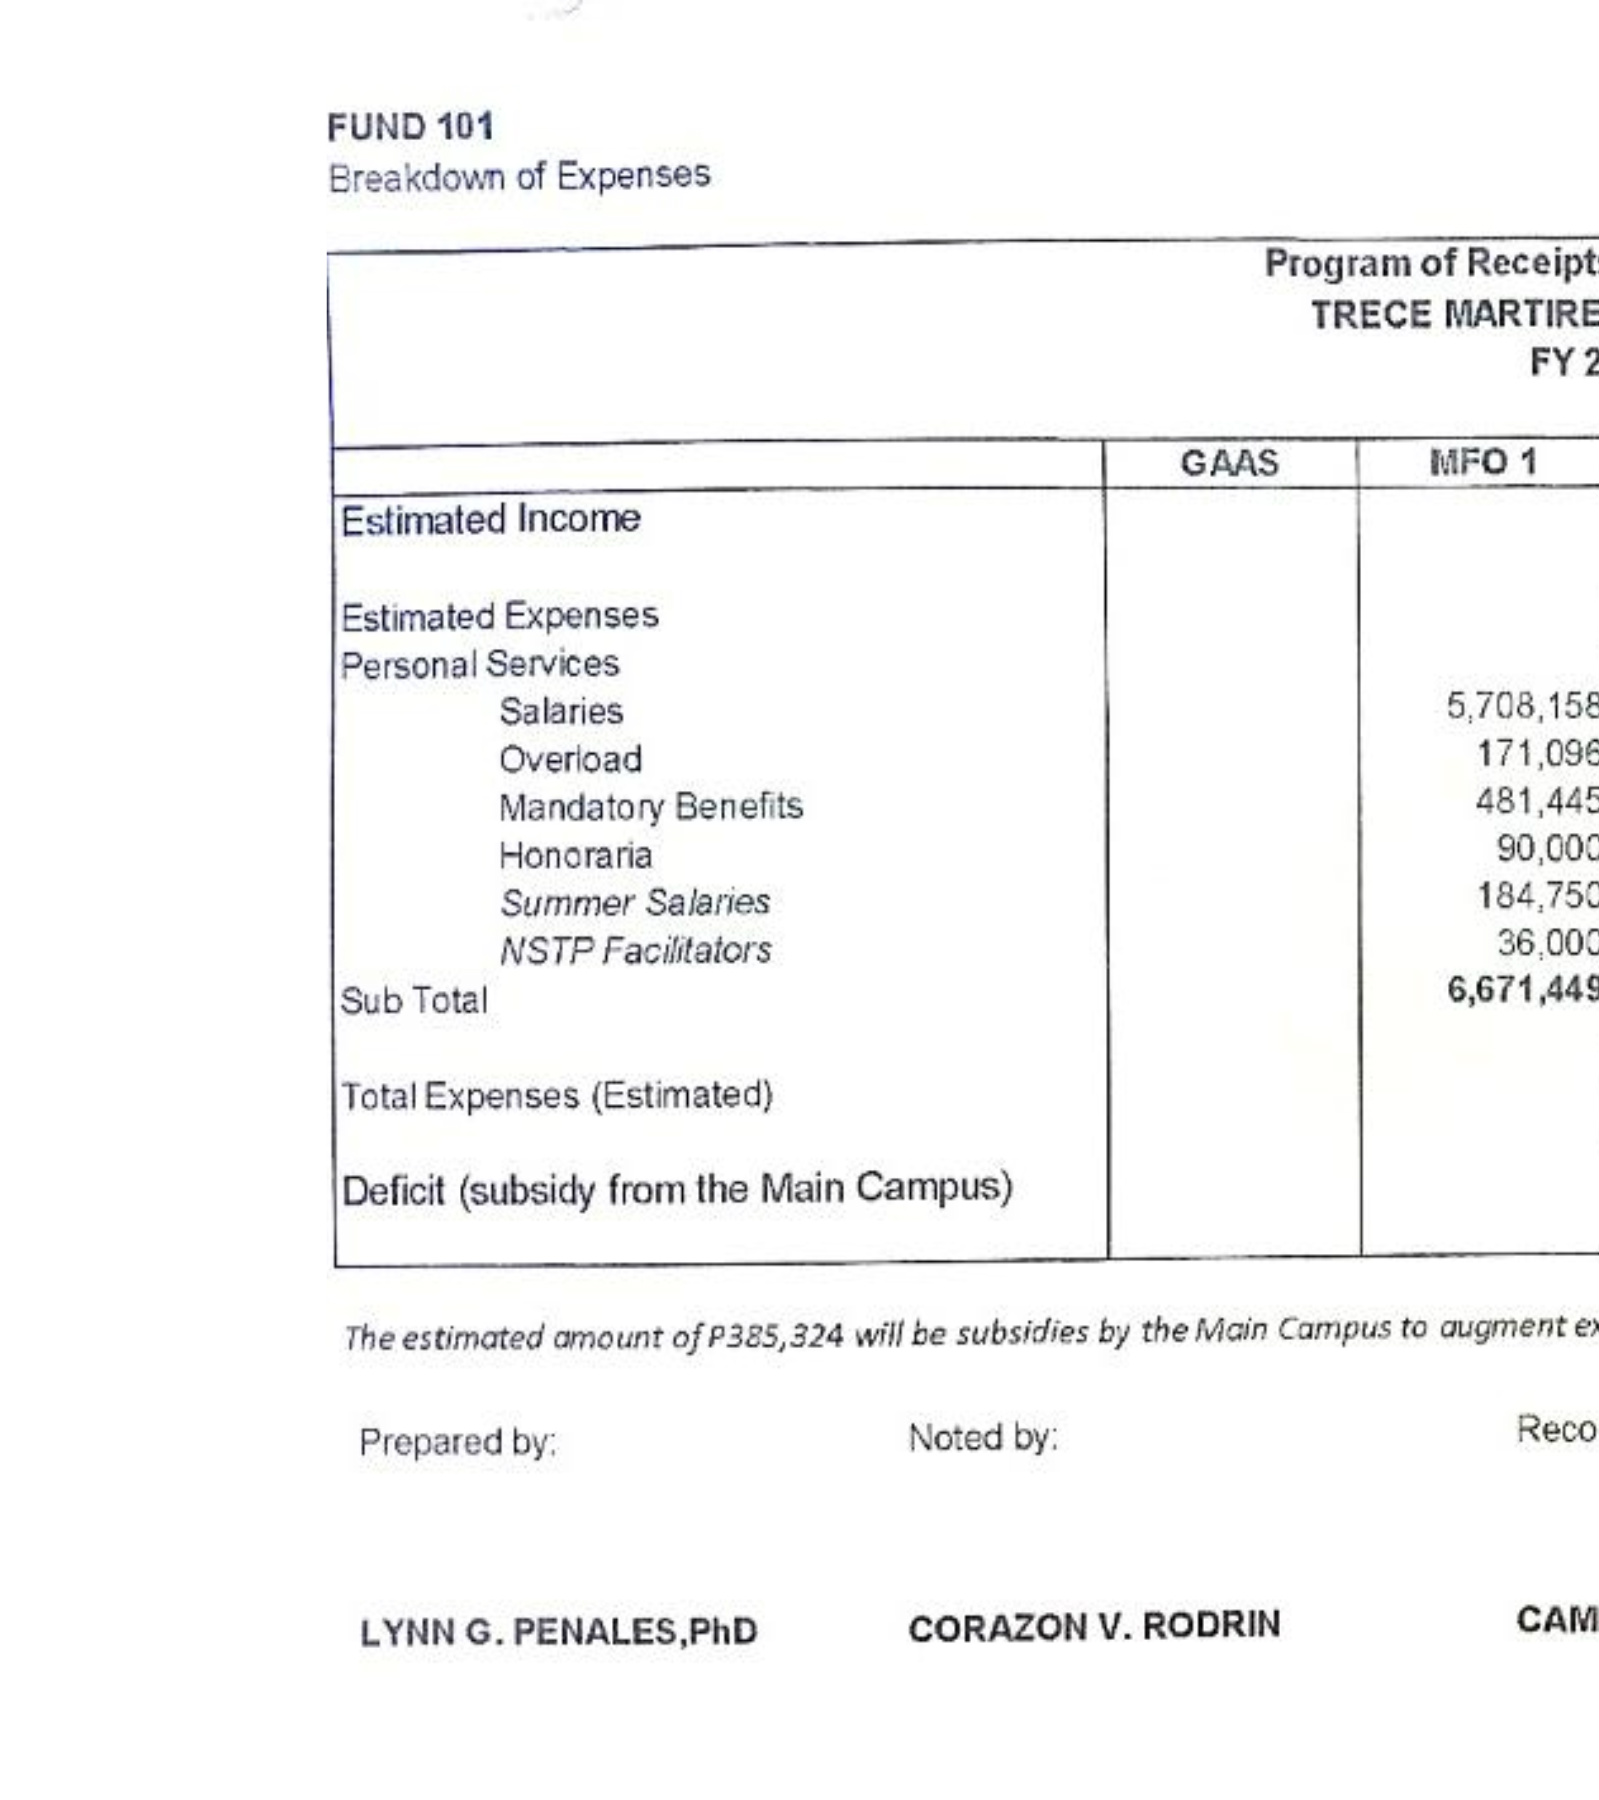 FUND 101
Breakdown of Expenses
Program of Receipts
TRECE MARTIRE
FY 2
GAAS MFO 1
Estimated Income
Estimated Expenses
Personal Services
Salaries 5,708,158
Overload 171,096
Mandatory Benefits 481,445
Honoraria 90,000
Summer Salaries 184,750
NSTP Facilitators 36,000
Sub Total 6,671,449
Total Expenses (Estimated)
Deficit (subsidy from the Main Campus)
The estimated amount of P385,324 will be subsidies by the Main Campus to augment ex
Prepared by: Noted by: Reco
LYNN G. PENALES,PhD CORAZON V. RODRIN CAM